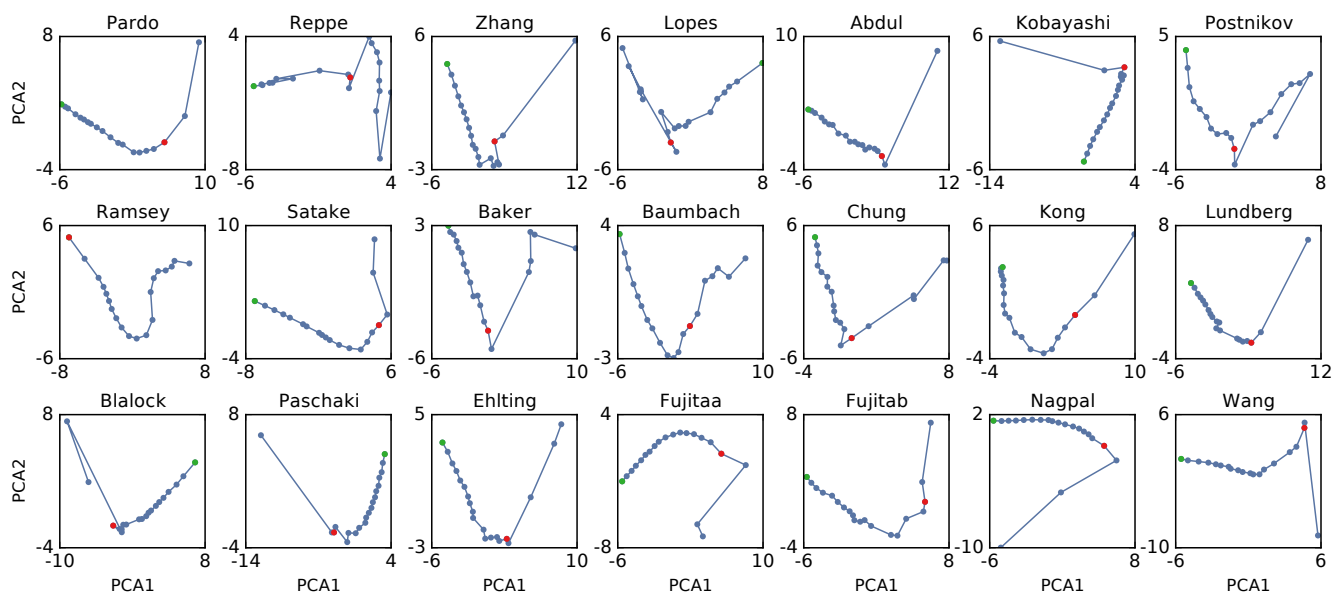 Pardo Reppe Zhang Lopes Abdul Kobayashi Postnikov
8 4 6 6 10 6 5
PCA2
-4 -8 -3 -4 -4 -6 -4
-6 10 -6 4 -6 12 -6 8 -6 12 -14 4 -6 8
Ramsey Satake Baker Baumbach Chung Kong Lundberg
6 10 3 4 6 6 8
PCA2
-6 -4 -6 -3 -6 -4 -4
-8 8 -8 6 -6 10 -6 10 -4 8 -4 10 -6 12
Blalock Paschaki Ehlting Fujitaa Fujitab Nagpal Wang
8 8 5 4 8 2 6
PCA2
-4 -4 -3 -8 -4 -10 -10
-10 8 -14 4 -6 12 -6 12 -6 10 -6 8 -6 6
PCA1 PCA1 PCA1 PCA1 PCA1 PCA1 PCA1